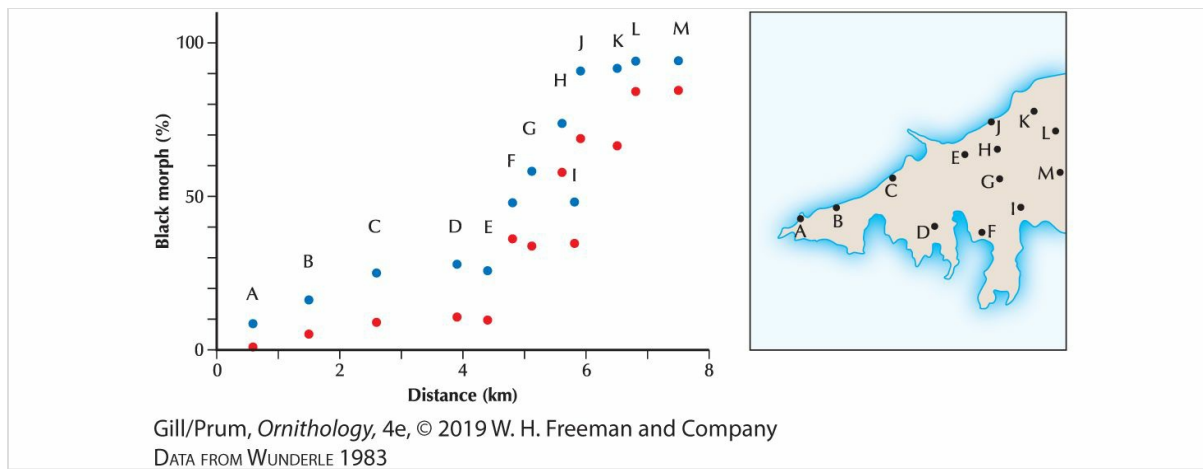 100
50
0
Black morph (%)
A
B
C
D
E
F
G
H
I
J
K
L
M
0
2
4
6
8
Distance (km)
J
K
L
H
E
G
M
C
I
B
A
D
F
Gill/Prum, Ornithology, 4e, © 2019 W. H. Freeman and Company
DATA FROM WUNDERLE 1983